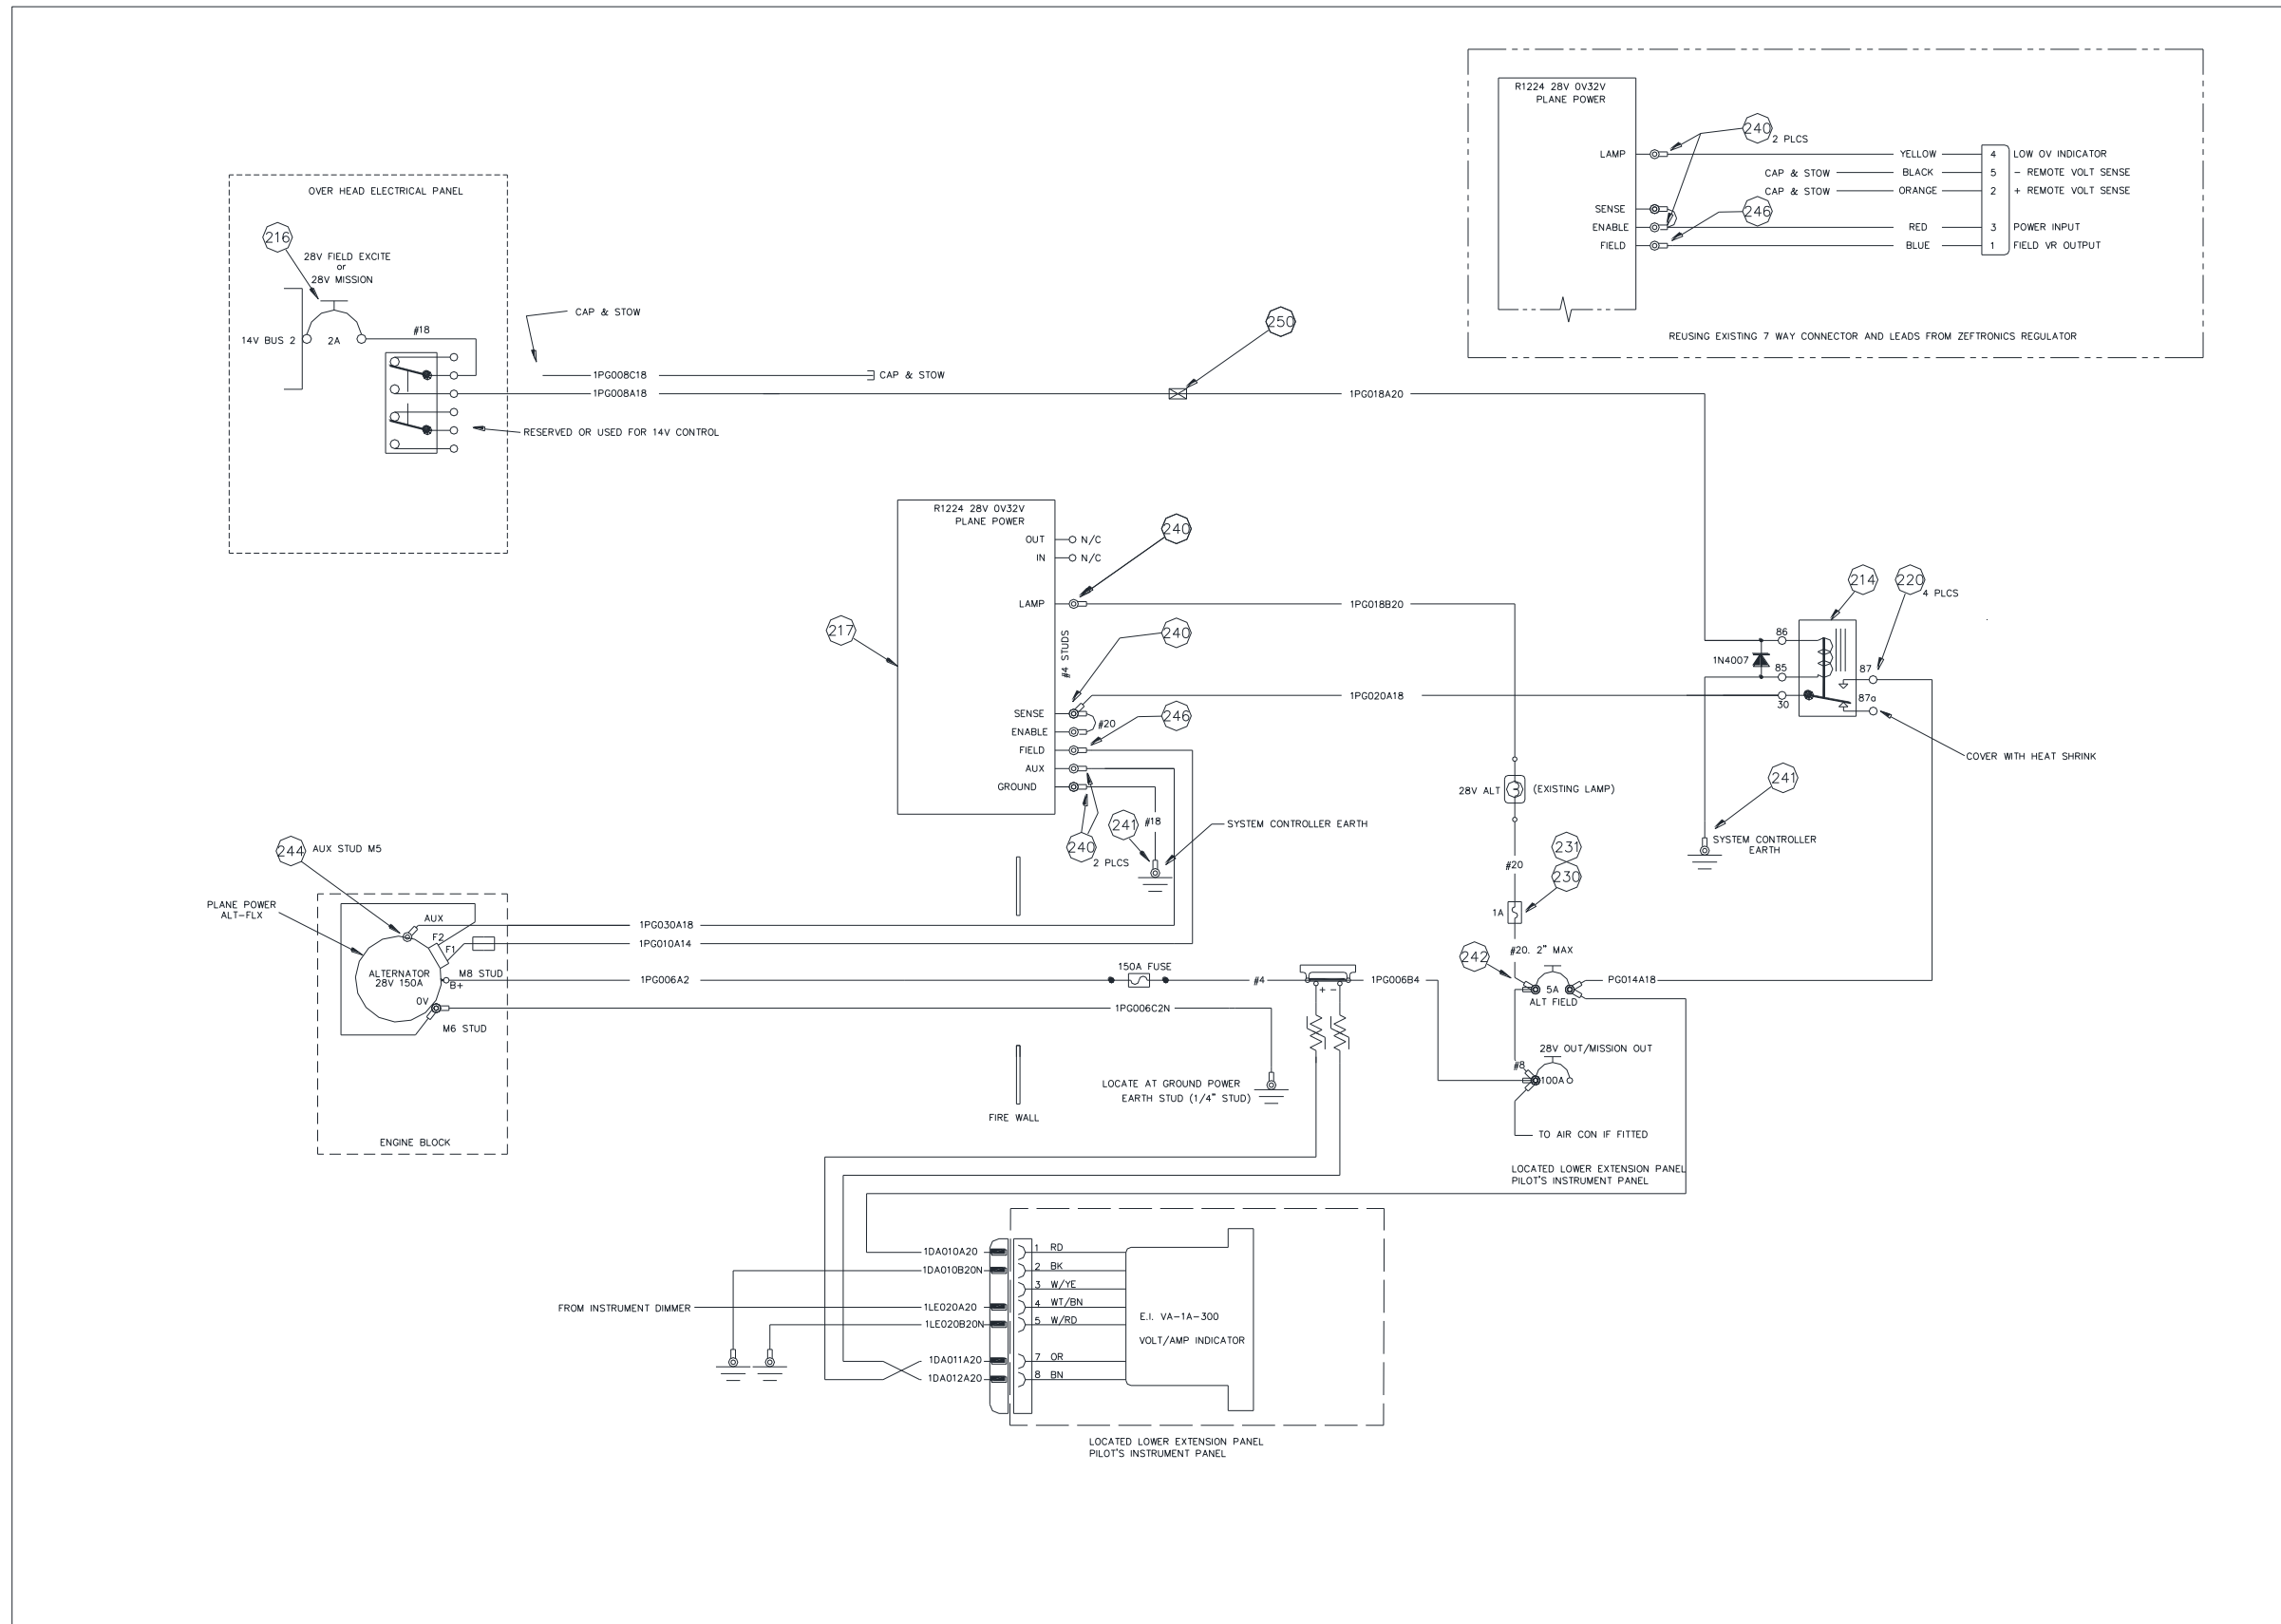 R1224 28V 0V32V
PLANE POWER
LAMP
SENSE
ENABLE
FIELD
240
2 PLCS
246
CAP & STOW
CAP & STOW
YELLOW
BLACK
ORANGE
RED
BLUE
4 LOW OV INDICATOR
5 - REMOTE VOLT SENSE
2 + REMOTE VOLT SENSE
3 POWER INPUT
1 FIELD VR OUTPUT
REUSING EXISTING 7 WAY CONNECTOR AND LEADS FROM ZEFTRONICS REGULATOR
OVER HEAD ELECTRICAL PANEL
216
28V FIELD EXCITE
or
28V MISSION
14V BUS 2
2A
#18
CAP & STOW
1PG008C18
CAP & STOW
1PG008A18
250
1PG018A20
RESERVED OR USED FOR 14V CONTROL
R1224 28V 0V32V
PLANE POWER
OUT
N/C
IN
N/C
LAMP
240
1PG018B20
217
#4 STUDS
240
1PG020A18
SENSE
ENABLE
#20
246
FIELD
AUX
GROUND
240
2 PLCS
241
#18
SYSTEM CONTROLLER EARTH
214
220
4 PLCS
86
1N4007
85
30
87
87a
COVER WITH HEAT SHRINK
241
SYSTEM CONTROLLER
EARTH
28V ALT
(EXISTING LAMP)
#20
231
230
1A
#20. 2" MAX
242
5A
ALT FIELD
PG014A18
28V OUT/MISSION OUT
#8
100A
TO AIR CON IF FITTED
LOCATED LOWER EXTENSION PANEL
PILOT'S INSTRUMENT PANEL
244
AUX STUD M5
PLANE POWER
ALT-FLX
AUX
F2
F1
ALTERNATOR
28V 150A
M8 STUD
B+
0V
M6 STUD
ENGINE BLOCK
1PG030A18
1PG010A14
1PG006A2
150A FUSE
#4
+ -
1PG006B4
1PG006C2N
LOCATE AT GROUND POWER
EARTH STUD (1/4" STUD)
FIRE WALL
1DA010A20
1 RD
1DA010B20N
2 BK
3 W/YE
FROM INSTRUMENT DIMMER
1LE020A20
4 WT/BN
1LE020B20N
5 W/RD
1DA011A20
7 OR
1DA012A20
8 BN
E.I. VA-1A-300
VOLT/AMP INDICATOR
LOCATED LOWER EXTENSION PANEL
PILOT'S INSTRUMENT PANEL